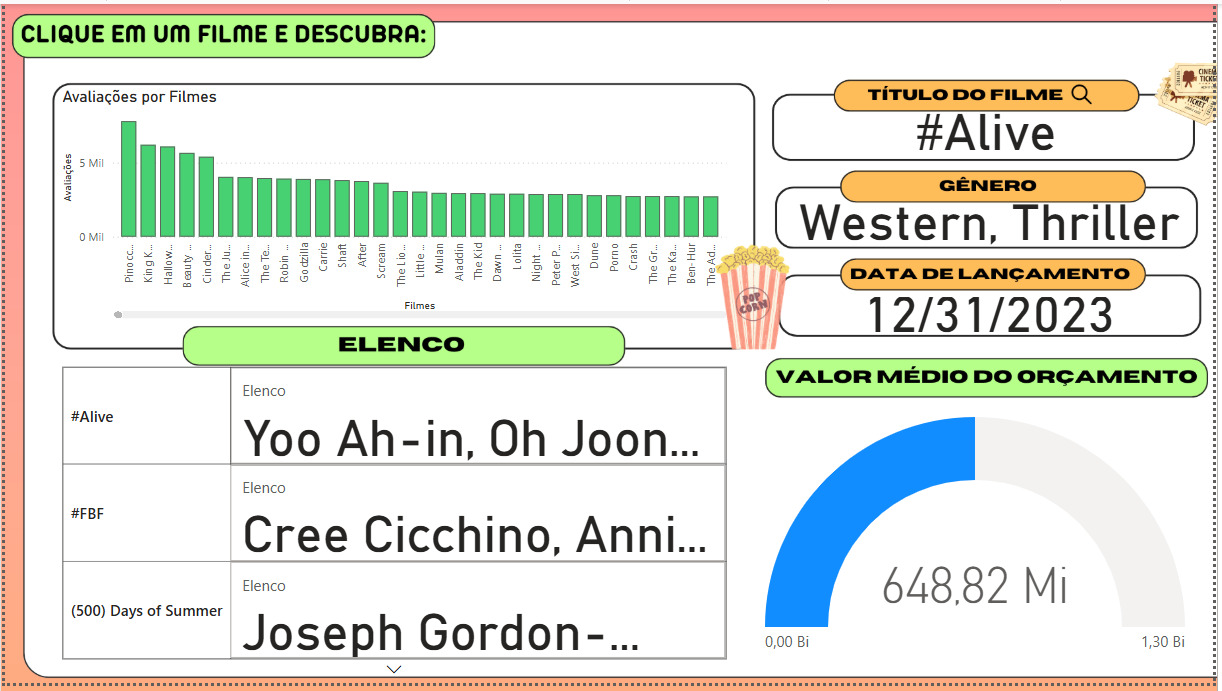 CLIQUE EM UM FILME E DESCUBRA:
Avaliações por Filmes
Avaliações
5 Mil
0 Mil
Pinocc...
King K...
Hallow...
Beauty ...
Cinder...
The Ju...
Alice in...
The Te...
Robin ...
Godzilla
Carrie
Shaft
After
Scream
The Lio...
Little ...
Mulan
Aladdin
The Kid
Dawn ...
Lolita
Night ...
Peter P...
West Si...
Dune
Porno
Crash
The Gr...
The Ka...
Ben-Hur
The Ad...
Filmes
TÍTULO DO FILME
#Alive
CINEMA
TICKET
GÊNERO
Western, Thriller
DATA DE LANÇAMENTO
12/31/2023
POP
CORN
ELENCO
#Alive
Elenco
Yoo Ah-in, Oh Joon...
#FBF
Elenco
Cree Cicchino, Anni...
(500) Days of Summer
Elenco
Joseph Gordon-...
VALOR MÉDIO DO ORÇAMENTO
648,82 Mi
0,00 Bi
1,30 Bi